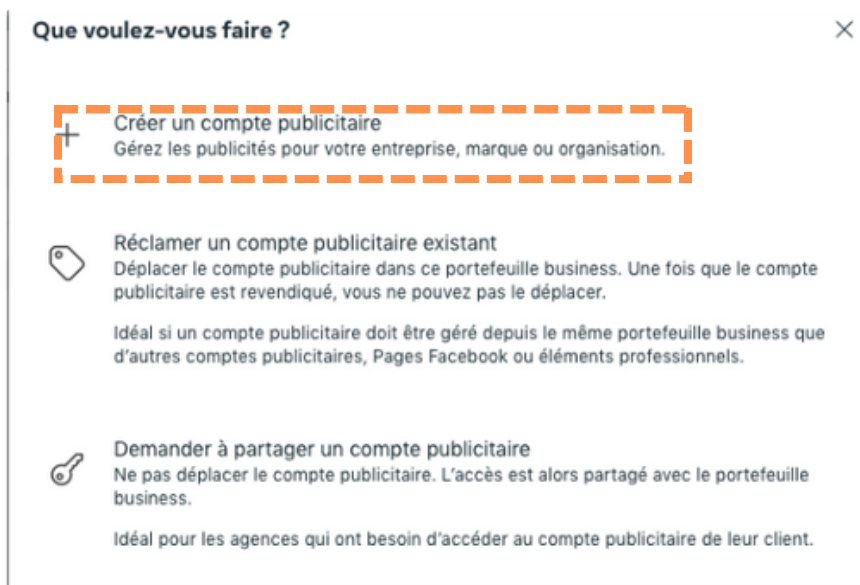 Que voulez-vous faire ?
Créer un compte publicitaire
Gérez les publicités pour votre entreprise, marque ou organisation.
Réclamer un compte publicitaire existant
Déplacer le compte publicitaire dans ce portefeuille business. Une fois que le compte
publicitaire est revendiqué, vous ne pouvez pas le déplacer.
Idéal si un compte publicitaire doit être géré depuis le même portefeuille business que
d'autres comptes publicitaires, Pages Facebook ou éléments professionnels.
Demander à partager un compte publicitaire
Ne pas déplacer le compte publicitaire. L'accès est alors partagé avec le portefeuille
business.
Idéal pour les agences qui ont besoin d'accéder au compte publicitaire de leur client.